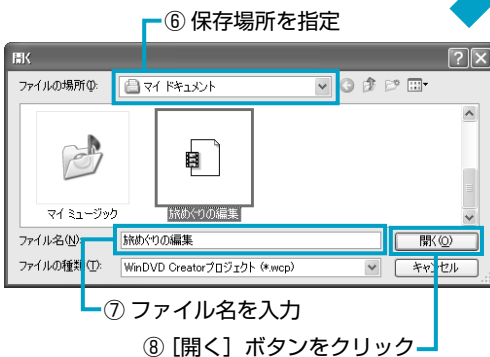 ⑥ 保存場所を指定
開く
ファイルの場所(I):
マイ ドキュメント
マイ ミュージック
旅めぐりの編集
ファイル名(N):
旅めぐりの編集
開く(O)
ファイルの種類(T):
WinDVD Creatorプロジェクト (*.wcp)
キャンセル
⑦ ファイル名を入力
⑧［開く］ボタンをクリック